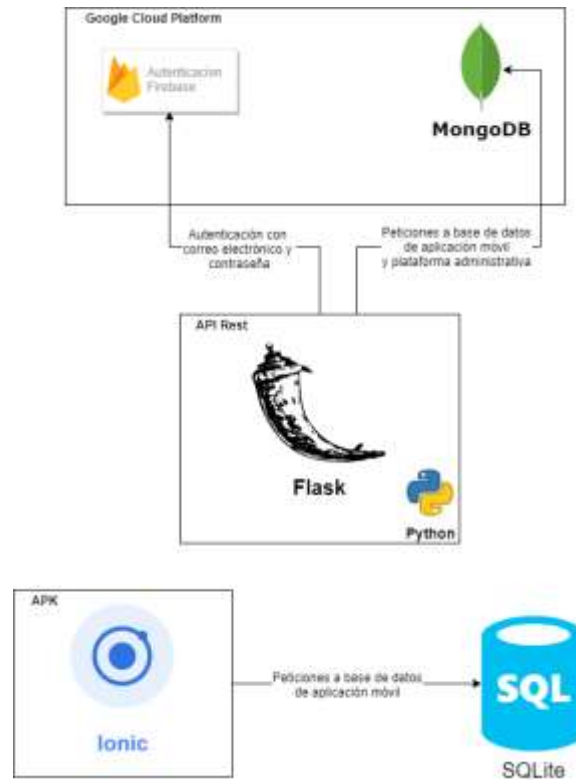 Google Cloud Platform
Autenticacion
Firebase
MongoDB
Autenticación con
correo electrónico y
contraseña
Peticiones a base de datos
de aplicación móvil
y plataforma administrativa
API Rest
Flask
Python
APK
Ionic
Peticiones a base de datos
de aplicación móvil
SQL
SQLite